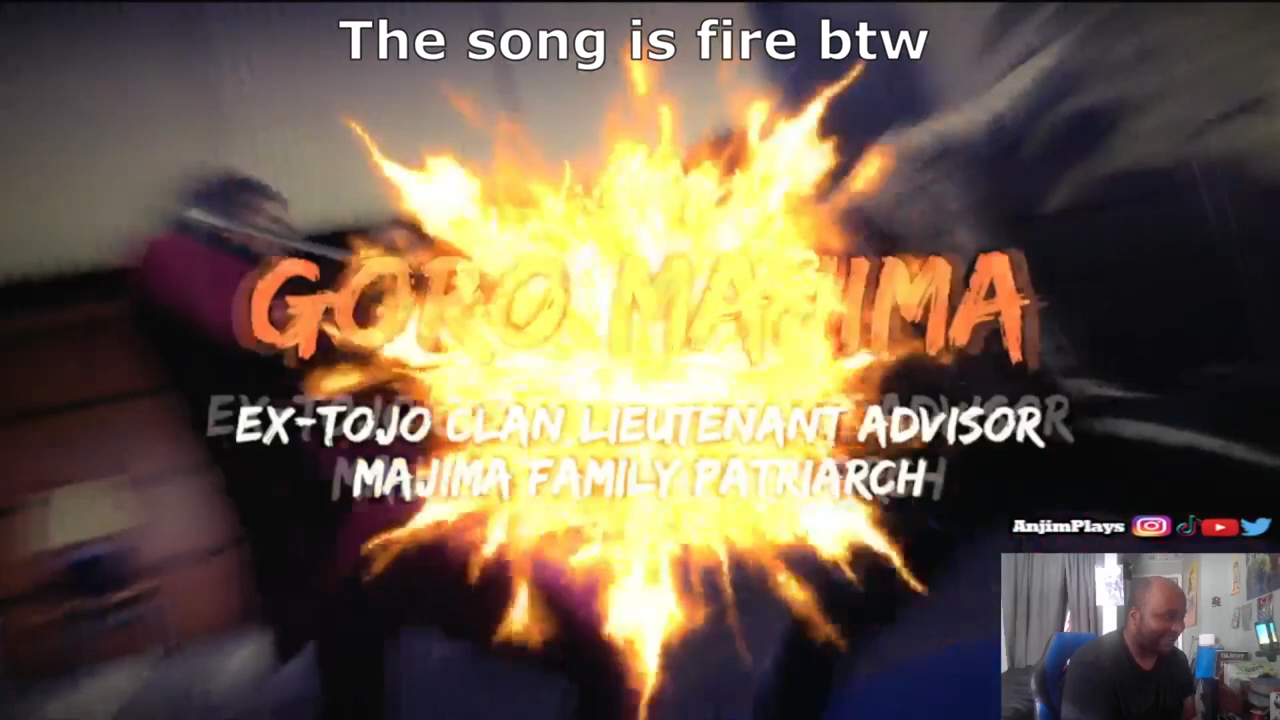 The song is fire btw
GORO MAJIMA
EX-TOJO CLAN LIEUTENANT ADVISOR
MAJIMA FAMILY PATRIARCH
AnjimPlays